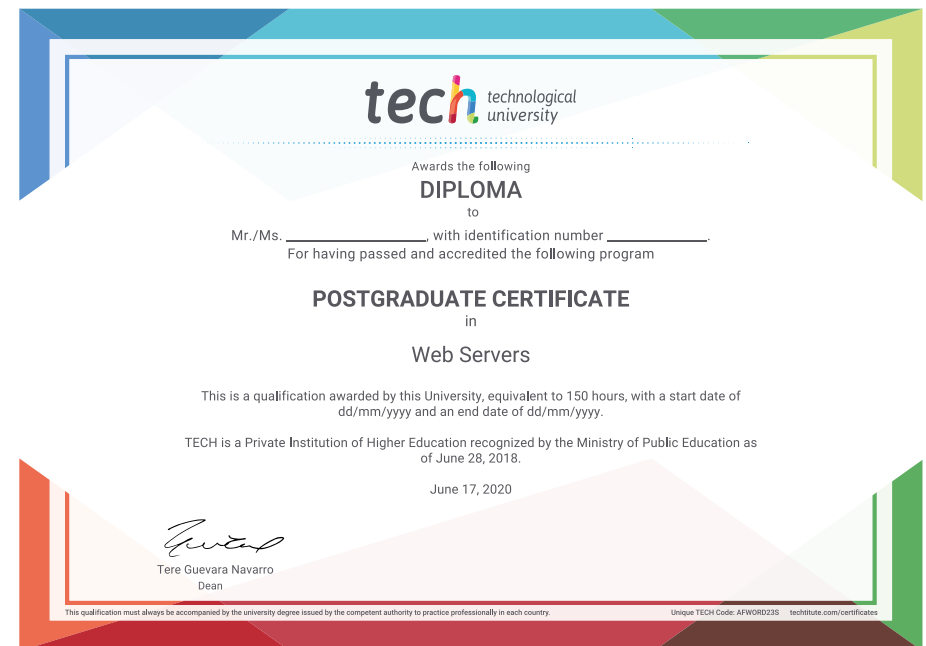 tech technological
university
Awards the following
DIPLOMA
to
Mr./Ms. ____________, with identification number ____________.
For having passed and accredited the following program
POSTGRADUATE CERTIFICATE
in
Web Servers
This is a qualification awarded by this University, equivalent to 150 hours, with a start date of
dd/mm/yyyy and an end date of dd/mm/yyyy.
TECH is a Private Institution of Higher Education recognized by the Ministry of Public Education as
of June 28, 2018.
June 17, 2020
Tere Guevara Navarro
Dean
This qualification must always be accompanied by the university degree issued by the competent authority to practice professionally in each country. Unique TECH Code: AFWORD23S techtitute.com/certificates